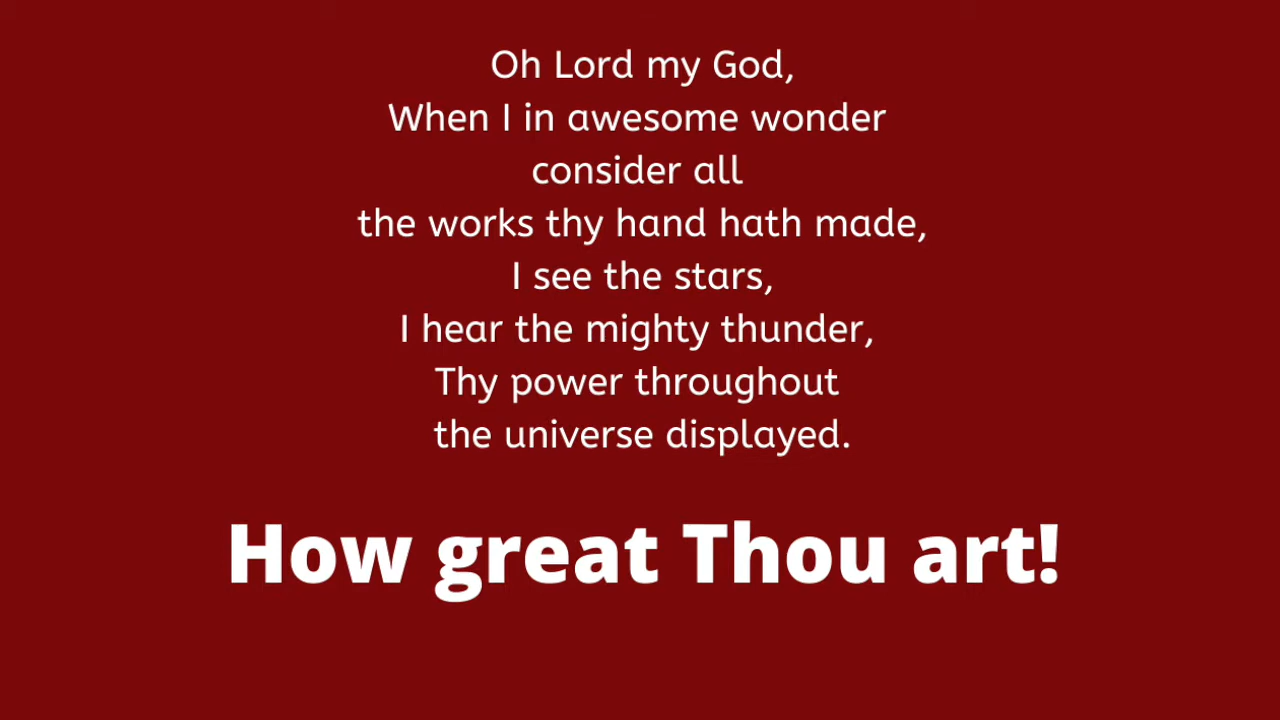 Oh Lord my God,
When I in awesome wonder
consider all
the works thy hand hath made,
I see the stars,
I hear the mighty thunder,
Thy power throughout
the universe displayed.
How great Thou art!